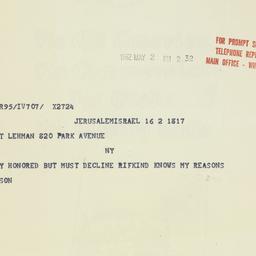 FOR PROMPT S
TELEPHONE REP
MAIN OFFICE - WH
1962 MAY 2 PM 2 32
R95/IV707/ X2724
JERUSALEMISRAEL 16 2 1817
T LEHMAN 820 PARK AVENUE
NY
Y HONORED BUT MUST DECLINE RIFKIND KNOWS MY REASONS
SON